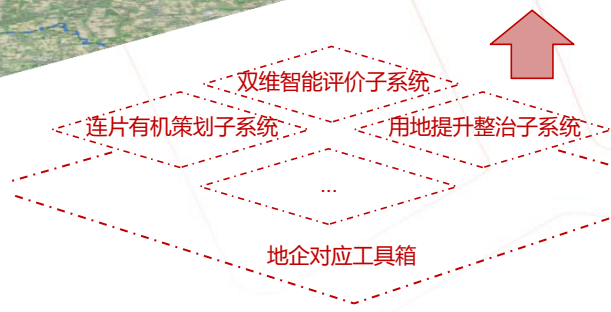 双维智能评价子系统
连片有机策划子系统
用地提升整治子系统
...
地企对应工具箱